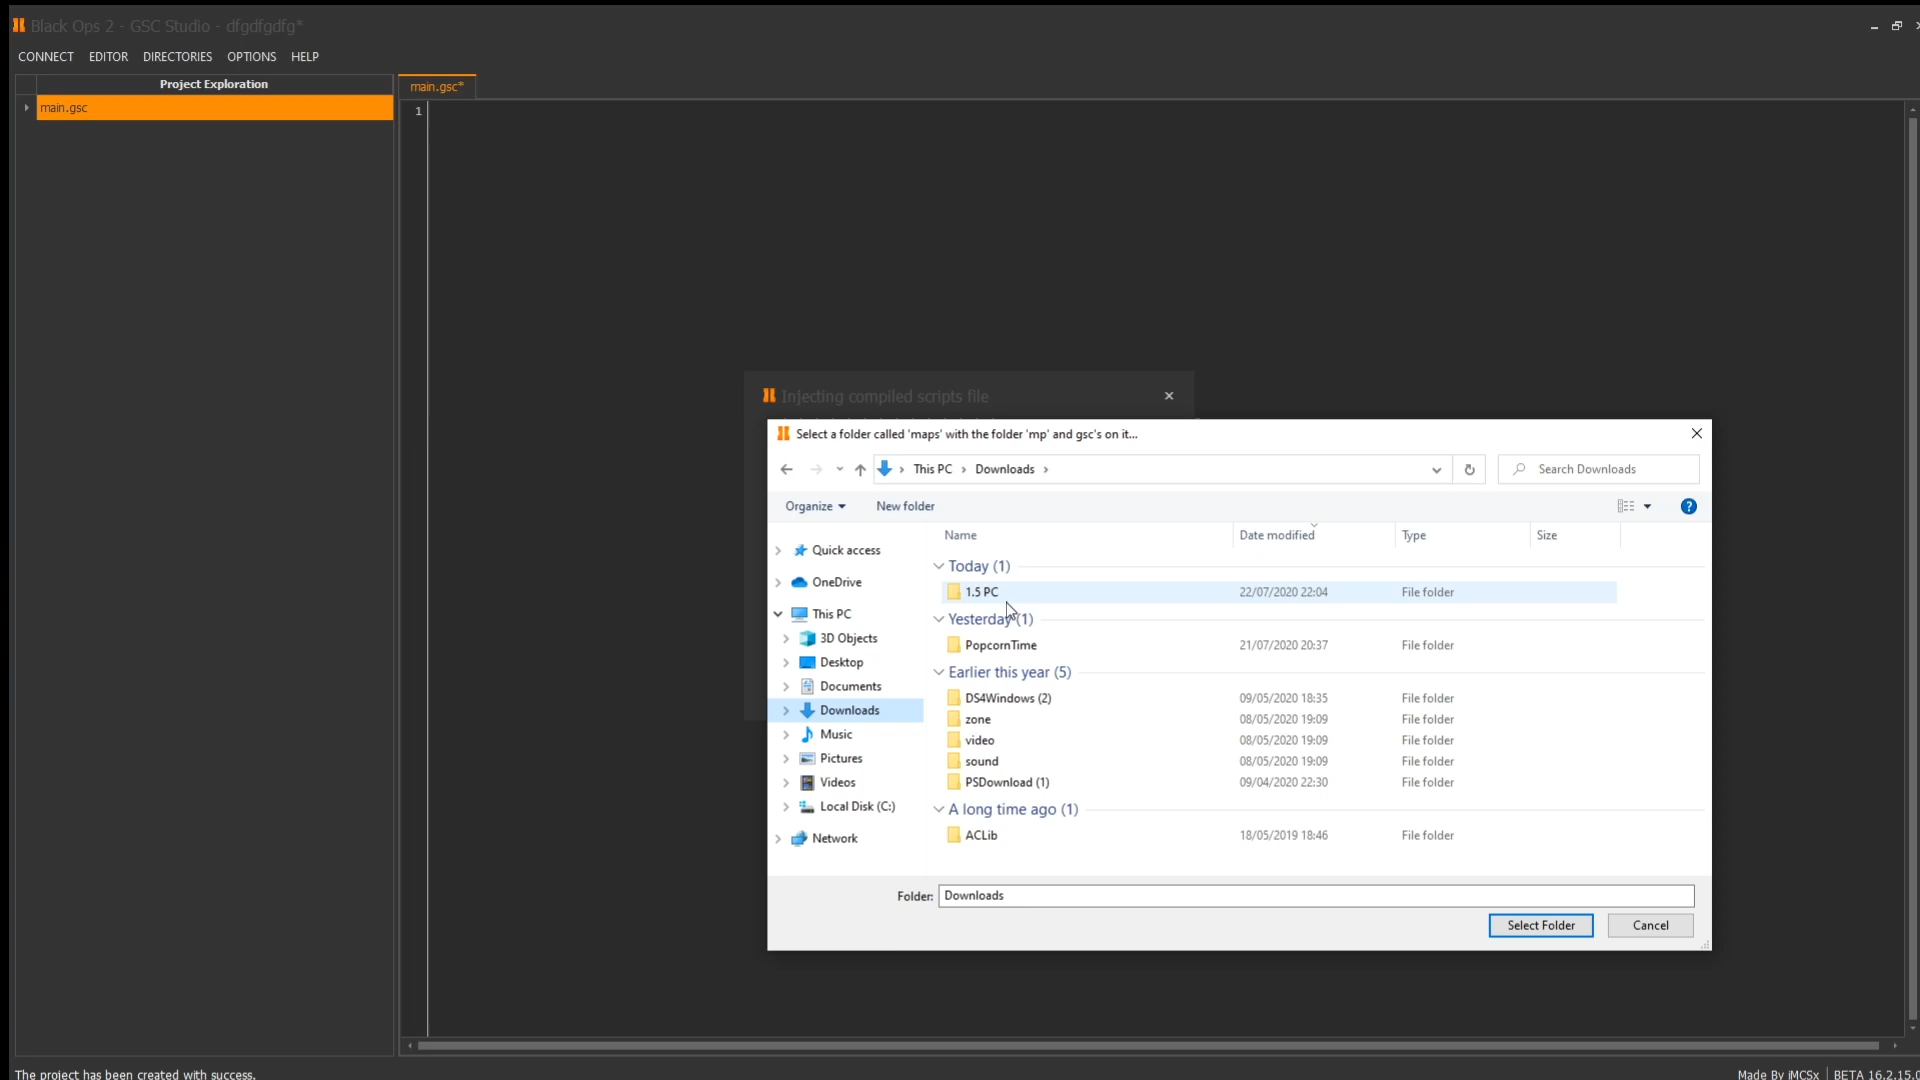 Black Ops 2 - GSC Studio - dfgdfgdfg*
CONNECT EDITOR DIRECTORIES OPTIONS HELP
Project Exploration
main.gsc*
main.gsc
1
Injecting compiled scripts file
Select a folder called 'maps' with the folder 'mp' and gsc's on it...
This PC > Downloads >
Search Downloads
Organize
New folder
Name Date modified Type Size
Quick access
OneDrive
This PC
3D Objects
Desktop
Documents
Downloads
Music
Pictures
Videos
Local Disk (C:)
Network
Today (1)
1.5 PC 22/07/2020 22:04 File folder
Yesterday (1)
PopcornTime 21/07/2020 20:37 File folder
Earlier this year (5)
DS4Windows (2) 09/05/2020 18:35 File folder
zone 08/05/2020 19:09 File folder
video 08/05/2020 19:09 File folder
sound 08/05/2020 19:09 File folder
PSDownload (1) 09/04/2020 22:30 File folder
A long time ago (1)
ACLib 18/05/2019 18:46 File folder
Folder: Downloads
Select Folder Cancel
The project has been created with success.
Made By iMCSx | BETA 16.2.15.0